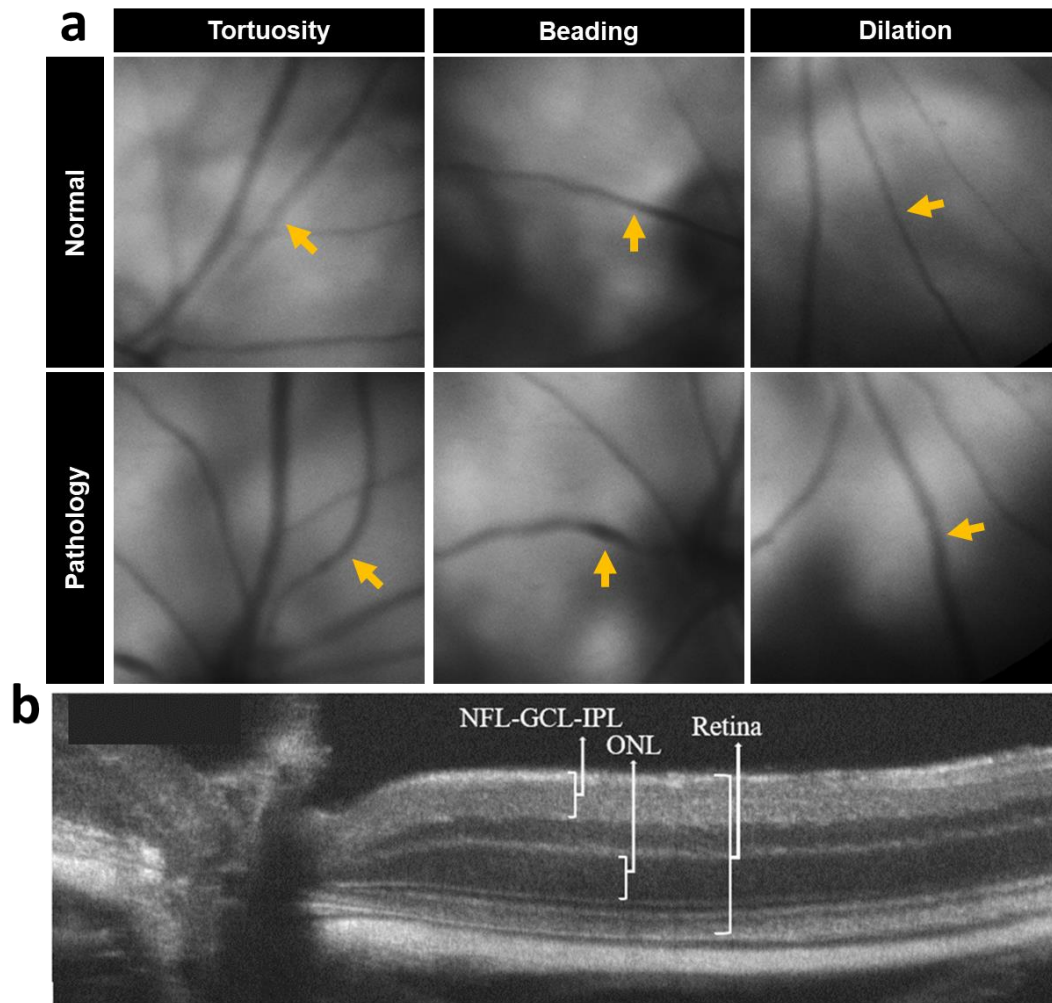 a
Tortuosity
Beading
Dilation
Normal
Pathology
b
NFL-GCL-IPL
ONL
Retina